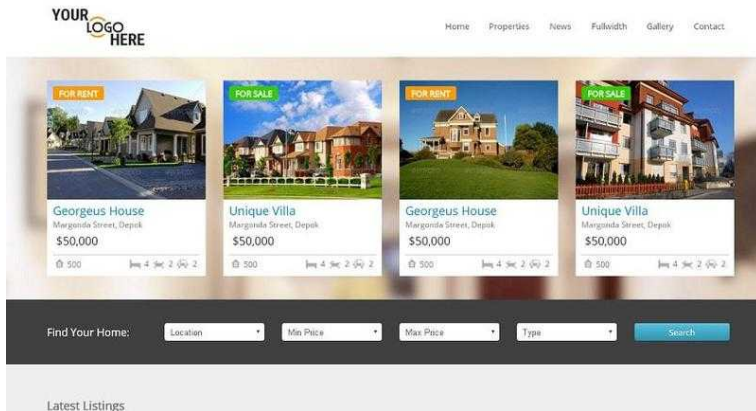 YOUR
LOGO
HERE
Home Properties News Fullwidth Gallery Contact
FOR RENT
Georgeus House
Margonda Street, Depok
$50,000
500 4 2 2
FOR SALE
Unique Villa
Margonda Street, Depok
$50,000
500 4 2 2
FOR RENT
Georgeus House
Margonda Street, Depok
$50,000
500 4 2 2
FOR SALE
Unique Villa
Margonda Street, Depok
$50,000
500 4 2 2
Find Your Home: Location Min Price Max Price Type Search
Latest Listings